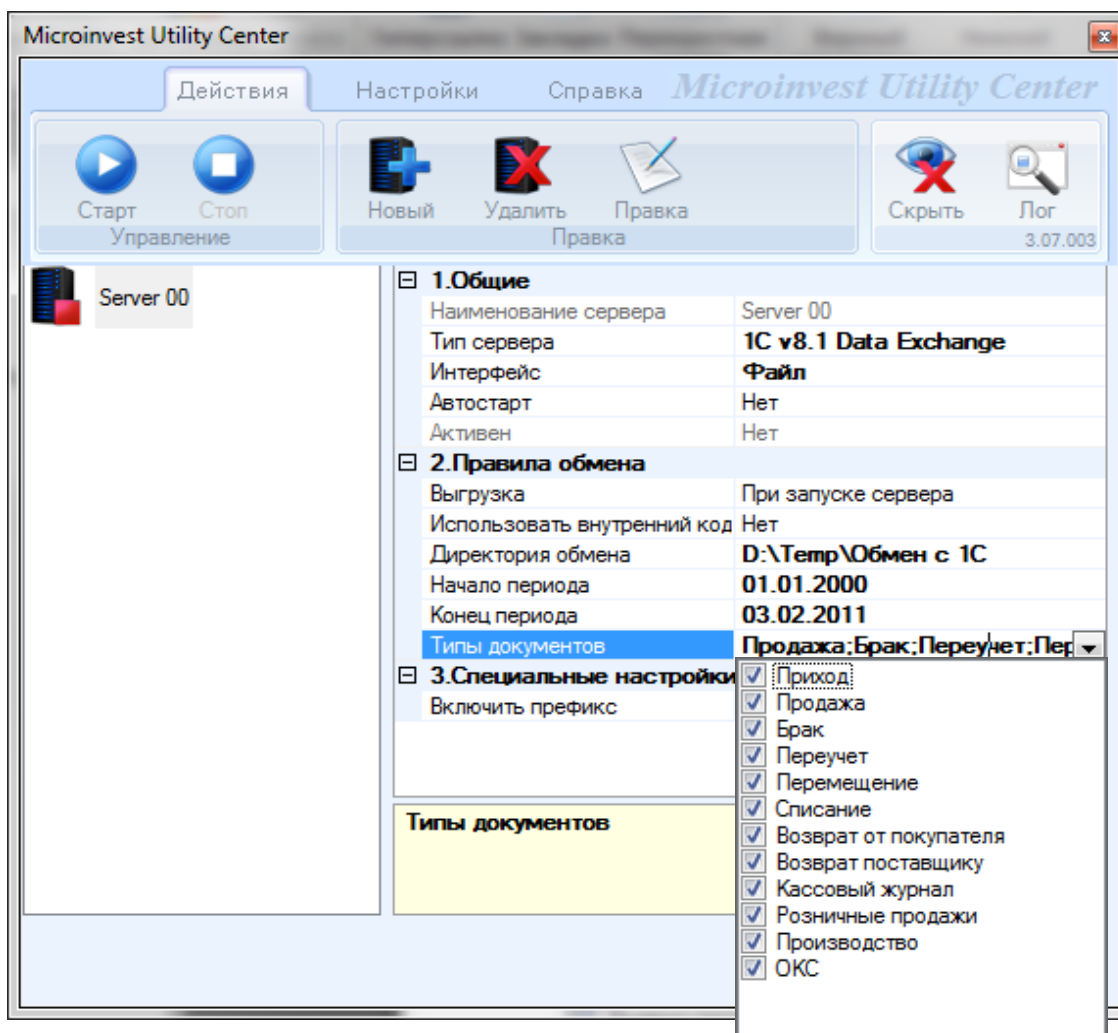 Microinvest Utility Center
Действия Настройки Справка Microinvest Utility Center
Старт Стоп Новый Удалить Правка Скрыть Лог
Управление Правка 3.07.003
Server 00
1.Общие
Наименование сервера Server 00
Тип сервера 1C v8.1 Data Exchange
Интерфейс Файл
Автостарт Нет
Активен Нет
2.Правила обмена
Выгрузка При запуске сервера
Использовать внутренний код Нет
Директория обмена D:\Temp\Обмен с 1С
Начало периода 01.01.2000
Конец периода 03.02.2011
Типы документов Продажа;Брак;Переучет;Пер
3.Специальные настройки
Включить префикс
Типы документов
Приход
Продажа
Брак
Переучет
Перемещение
Списание
Возврат от покупателя
Возврат поставщику
Кассовый журнал
Розничные продажи
Производство
ОКС